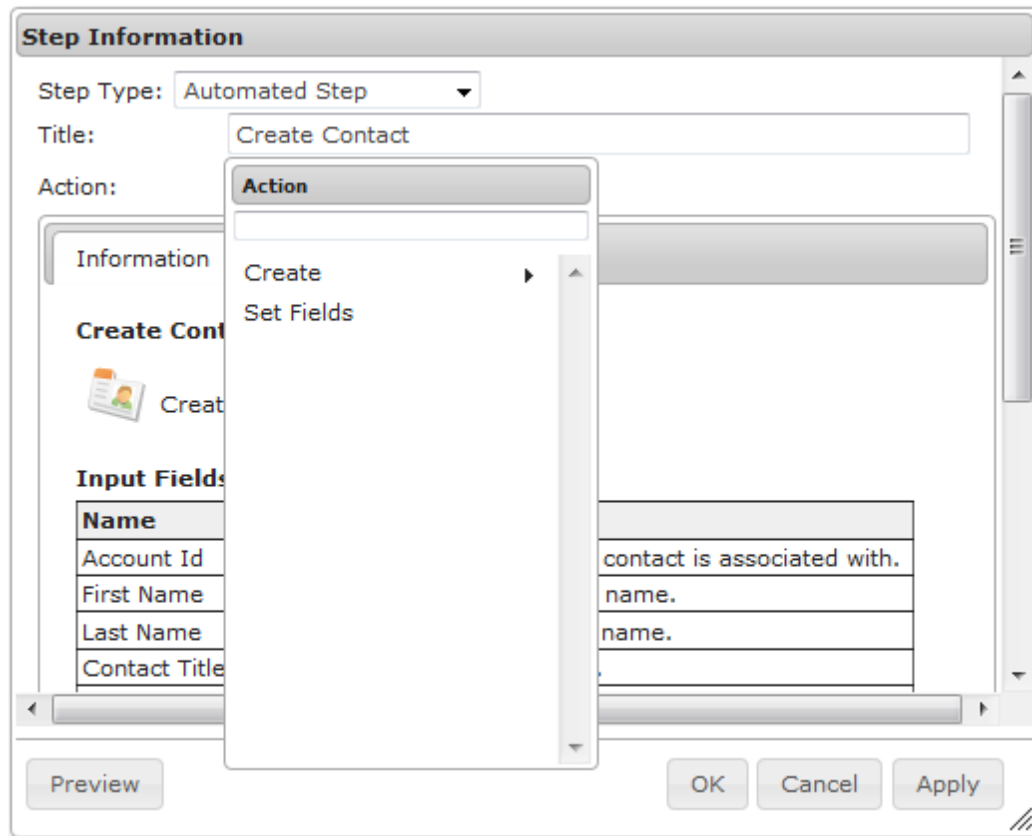 Step Information
Step Type: Automated Step
Title: Create Contact
Action:
Action
Information
Create
Set Fields
Create Cont
Creat
Input Fields
Name
Account Id contact is associated with.
First Name name.
Last Name name.
Contact Title .
Preview OK Cancel Apply